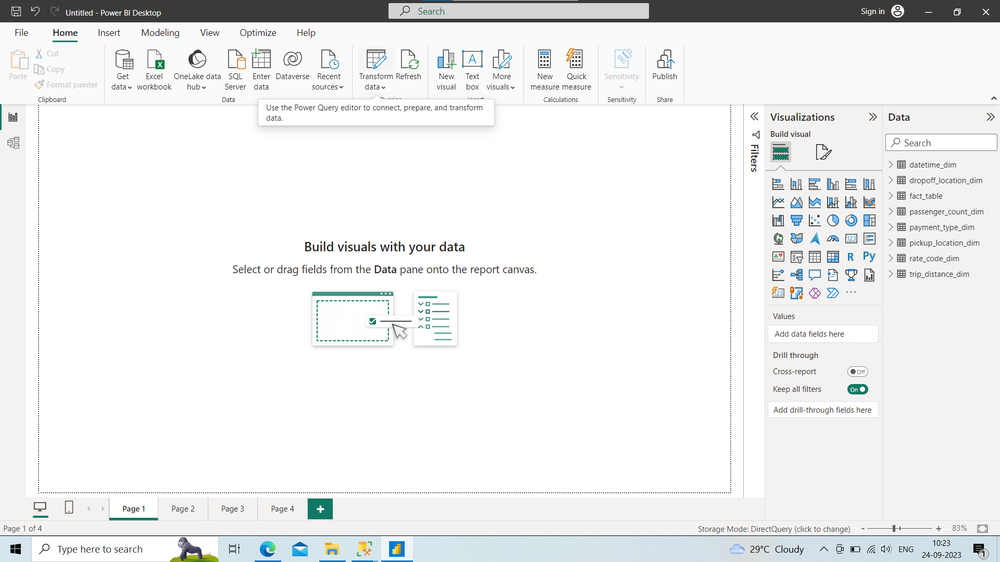 Untitled - Power BI Desktop
Search
Sign in
File
Home
Insert
Modeling
View
Optimize
Help
Paste
Cut
Copy
Format painter
Clipboard
Get data
Excel workbook
OneLake data hub
SQL Server
Enter data
Dataverse
Recent sources
Data
Transform data
Refresh
Queries
New visual
Text box
More visuals
Insert
New measure
Quick measure
Calculations
Sensitivity
Sensitivity
Publish
Share
Use the Power Query editor to connect, prepare, and transform
data.
Build visuals with your data
Select or drag fields from the Data pane onto the report canvas.
Filters
Visualizations
Build visual
R
Py
123
123
Values
Add data fields here
Drill through
Cross-report
Off
Keep all filters
On
Add drill-through fields here
Data
Search
datetime_dim
dropoff_location_dim
fact_table
passenger_count_dim
payment_type_dim
pickup_location_dim
rate_code_dim
trip_distance_dim
Page 1
Page 2
Page 3
Page 4
Page 1 of 4
Storage Mode: DirectQuery (click to change)
83%
Type here to search
29°C Cloudy
ENG
10:23
24-09-2023
1